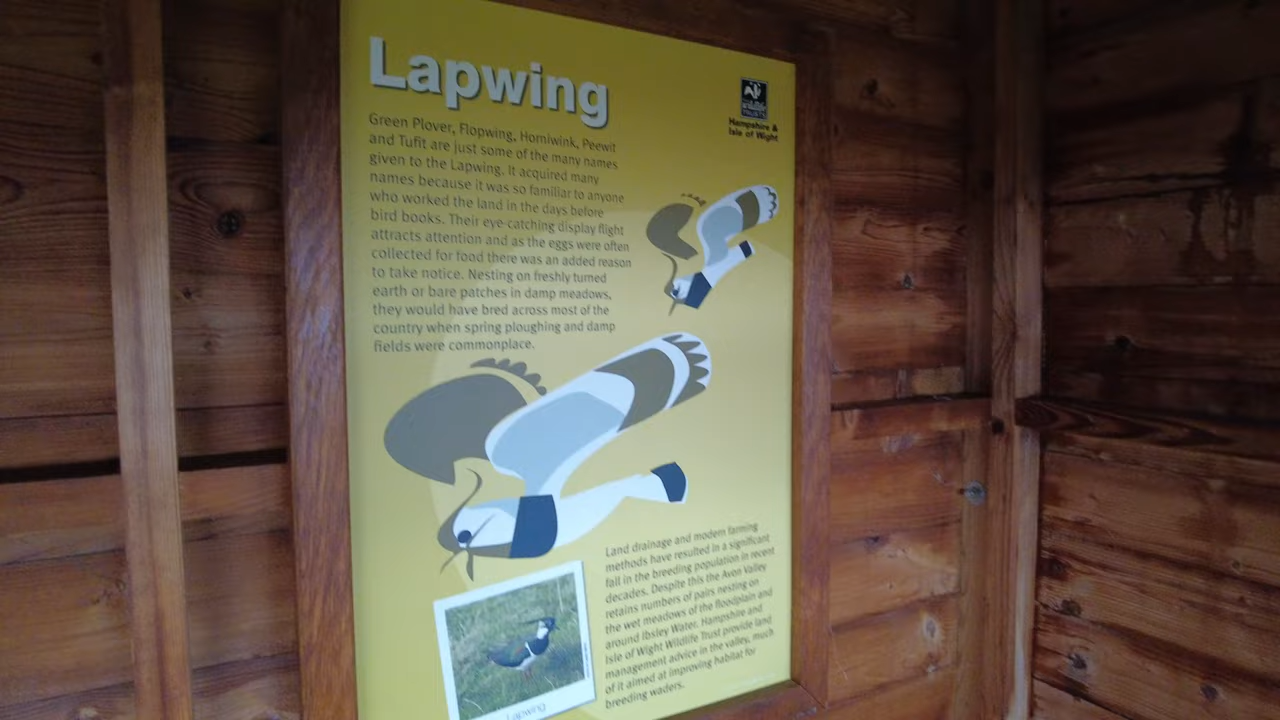 Lapwing
Wildlife
TRUSTS
Hampshire &
Isle of Wight
Green Plover, Flopwing, Horniwink, Peewit
and Tufit are just some of the many names
given to the Lapwing. It acquired many
names because it was so familiar to anyone
who worked the land in the days before
bird books. Their eye-catching display flight
attracts attention and as the eggs were often
collected for food there was an added reason
to take notice. Nesting on freshly turned
earth or bare patches in damp meadows,
they would have bred across most of the
country when spring ploughing and damp
fields were commonplace.
Land drainage and modern farming
methods have resulted in a significant
fall in the breeding population in recent
decades. Despite this the Avon Valley
retains numbers of pairs nesting on
the wet meadows of the floodplain and
around Ibsley Water. Hampshire and
Isle of Wight Wildlife Trust provide land
management advice in the valley, much
of it aimed at improving habitat for
breeding waders.
Lapwing